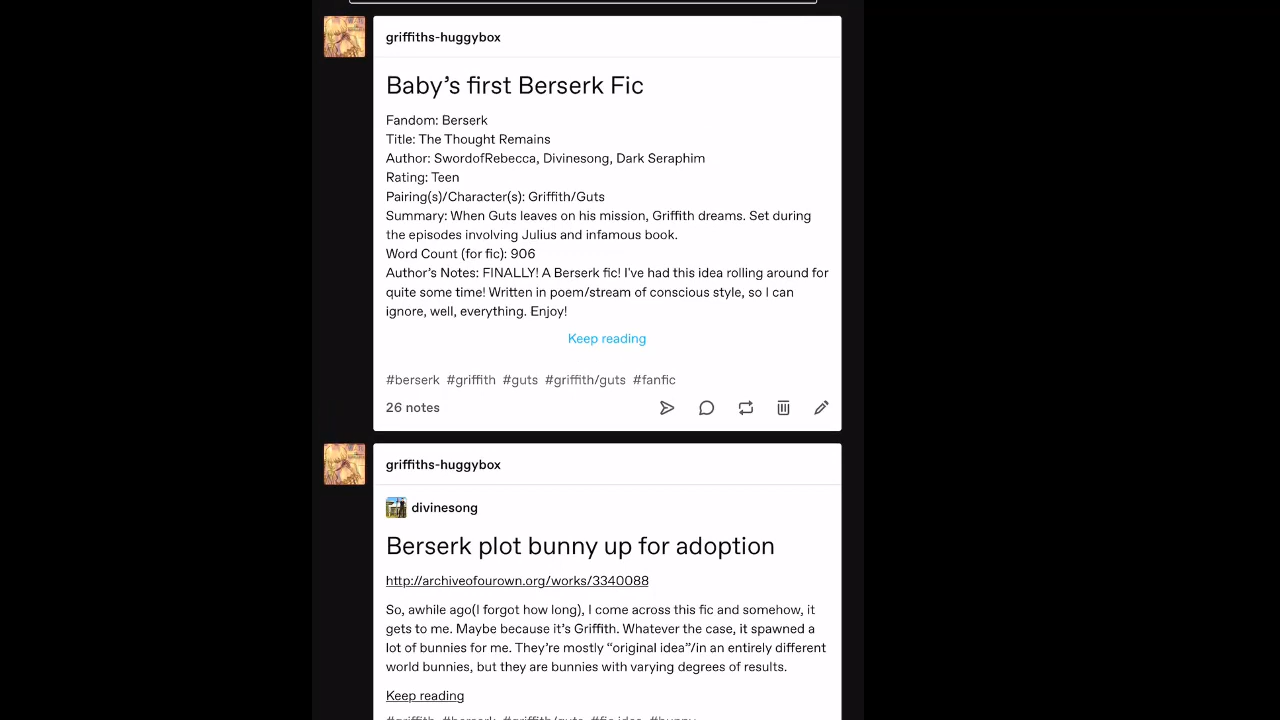 griffiths-huggybox
Baby’s first Berserk Fic
Fandom: Berserk
Title: The Thought Remains
Author: SwordofRebecca, Divinesong, Dark Seraphim
Rating: Teen
Pairing(s)/Character(s): Griffith/Guts
Summary: When Guts leaves on his mission, Griffith dreams. Set during
the episodes involving Julius and infamous book.
Word Count (for fic): 906
Author’s Notes: FINALLY! A Berserk fic! I've had this idea rolling around for
quite some time! Written in poem/stream of conscious style, so I can
ignore, well, everything. Enjoy!
Keep reading
#berserk #griffith #guts #griffith/guts #fanfic
26 notes
griffiths-huggybox
divinesong
Berserk plot bunny up for adoption
http://archiveofourown.org/works/3340088
So, awhile ago(I forgot how long), I come across this fic and somehow, it
gets to me. Maybe because it’s Griffith. Whatever the case, it spawned a
lot of bunnies for me. They’re mostly “original idea”/in an entirely different
world bunnies, but they are bunnies with varying degrees of results.
Keep reading
#griffith #berserk #griffith/guts #fic idea #bunny